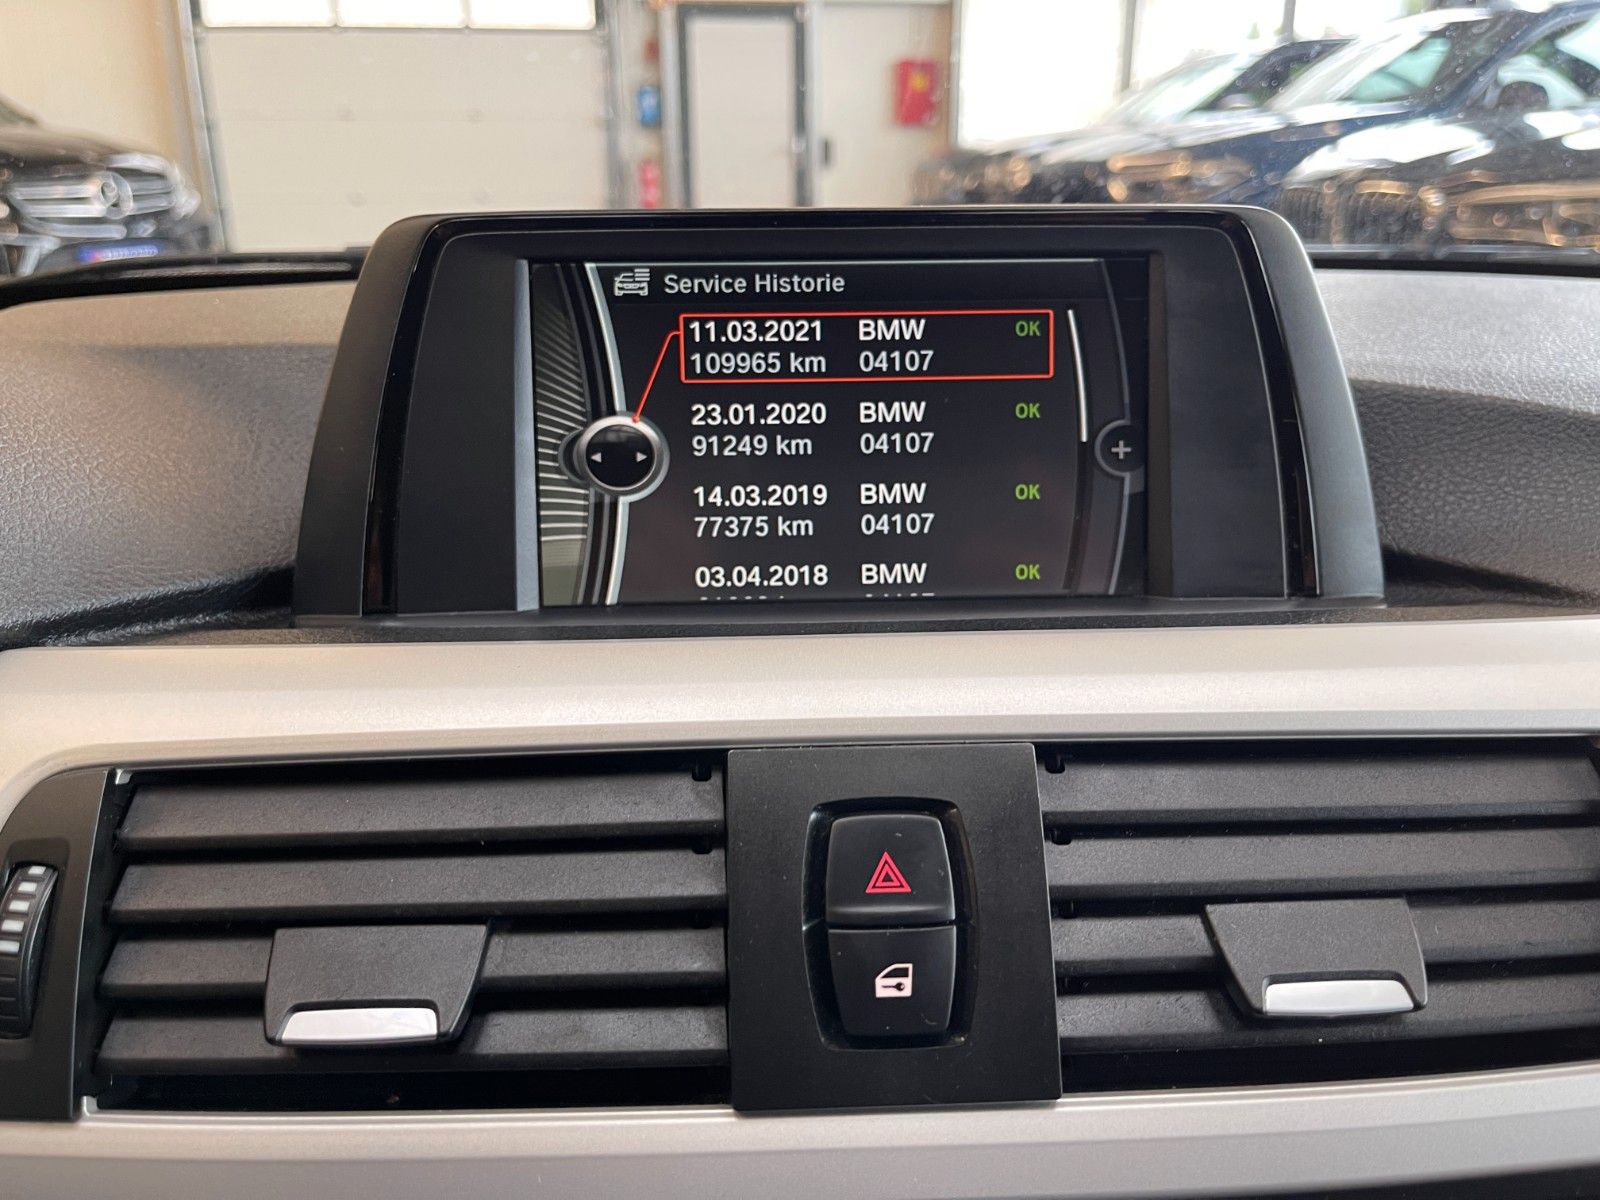 Service Historie
11.03.2021 BMW OK
109965 km 04107
23.01.2020 BMW OK
91249 km 04107
14.03.2019 BMW OK
77375 km 04107
03.04.2018 BMW OK